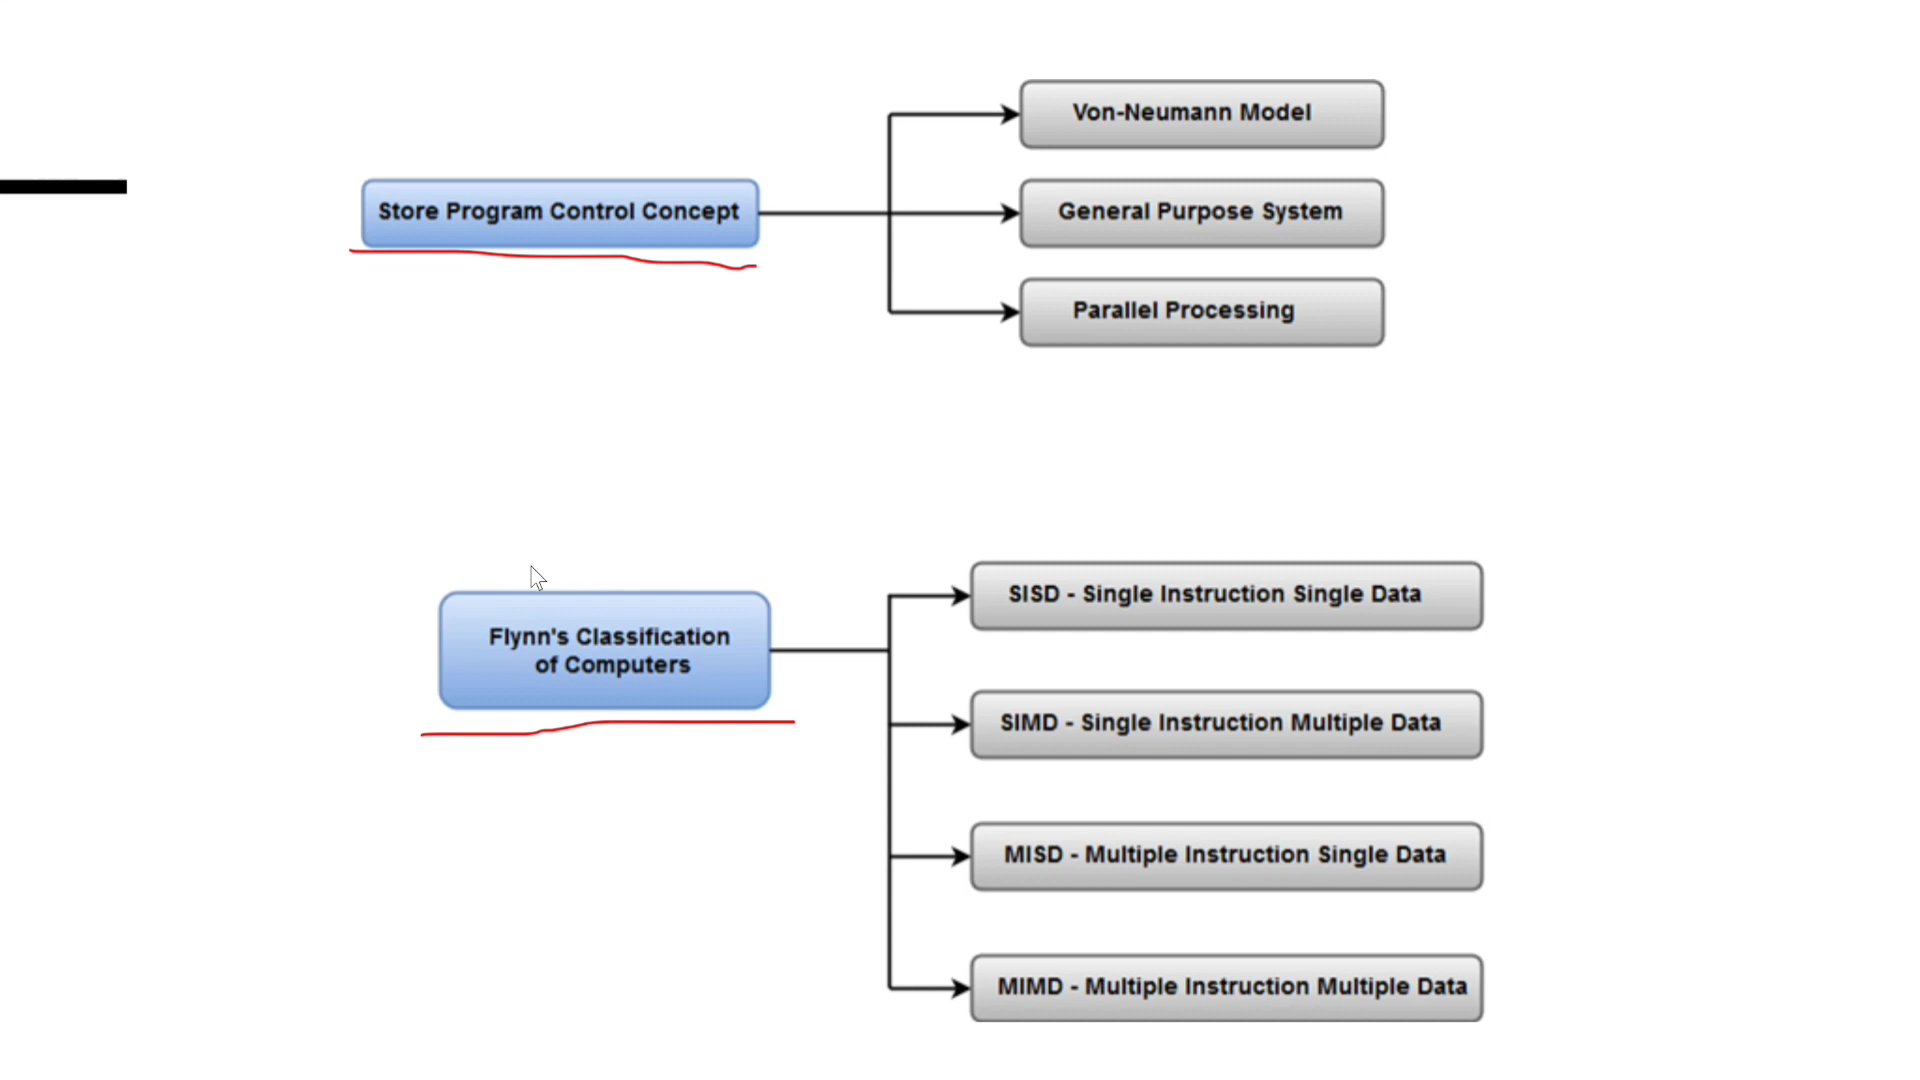 Von-Neumann Model
Store Program Control Concept
General Purpose System
Parallel Processing
Flynn's Classification
of Computers
SISD - Single Instruction Single Data
SIMD - Single Instruction Multiple Data
MISD - Multiple Instruction Single Data
MIMD - Multiple Instruction Multiple Data